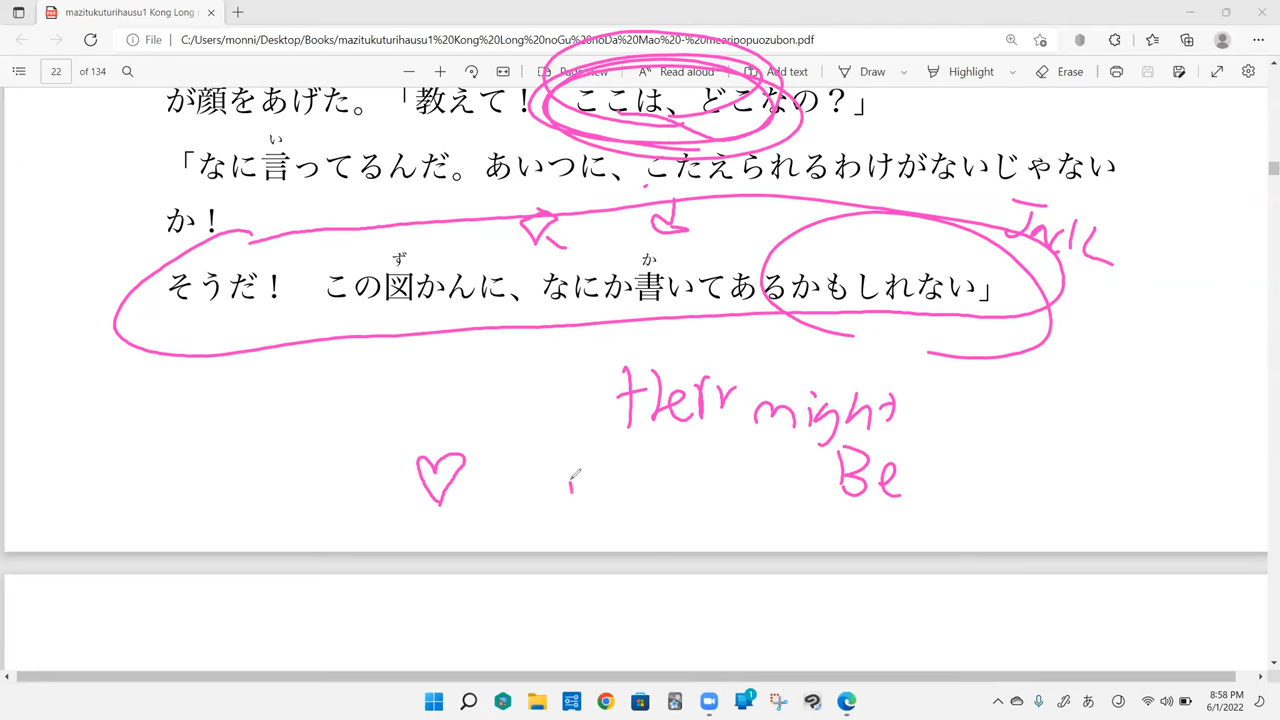 mazitukuturihausu1 Kong Long
File
C:/Users/monni/Desktop/Books/mazitukuturihausu1%20Kong%20Long%20noGu%20noDa%20Mao%20-%20mearipopuozubon.pdf
22 of 134
Page view
Read aloud
Add text
Draw
Highlight
Erase
が顔をあげた。「教えて! ここは、どこなの?」
い
「なに言ってるんだ。あいつに、こたえられるわけがないじゃない
か!
Jack
ず か
そうだ! この図かんに、なにか書いてあるかもしれない」
might
Be
あ
8:58 PM
6/1/2022
1